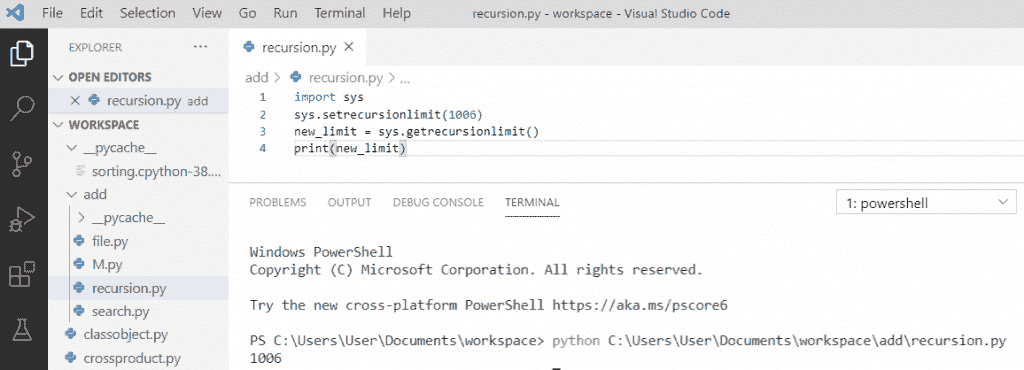 File Edit Selection View Go Run Terminal Help recursion.py - workspace - Visual Studio Code
EXPLORER ...
OPEN EDITORS
recursion.py add
WORKSPACE
__pycache__
sorting.cpython-38....
add
__pycache__
file.py
M.py
recursion.py
search.py
classobject.py
crossproduct.py
recursion.py
add > recursion.py > ...
1 import sys
2 sys.setrecursionlimit(1006)
3 new_limit = sys.getrecursionlimit()
4 print(new_limit)
PROBLEMS OUTPUT DEBUG CONSOLE TERMINAL 1: powershell
Windows PowerShell
Copyright (C) Microsoft Corporation. All rights reserved.
Try the new cross-platform PowerShell https://aka.ms/pscore6
PS C:\Users\User\Documents\workspace> python C:\Users\User\Documents\workspace\add\recursion.py
1006